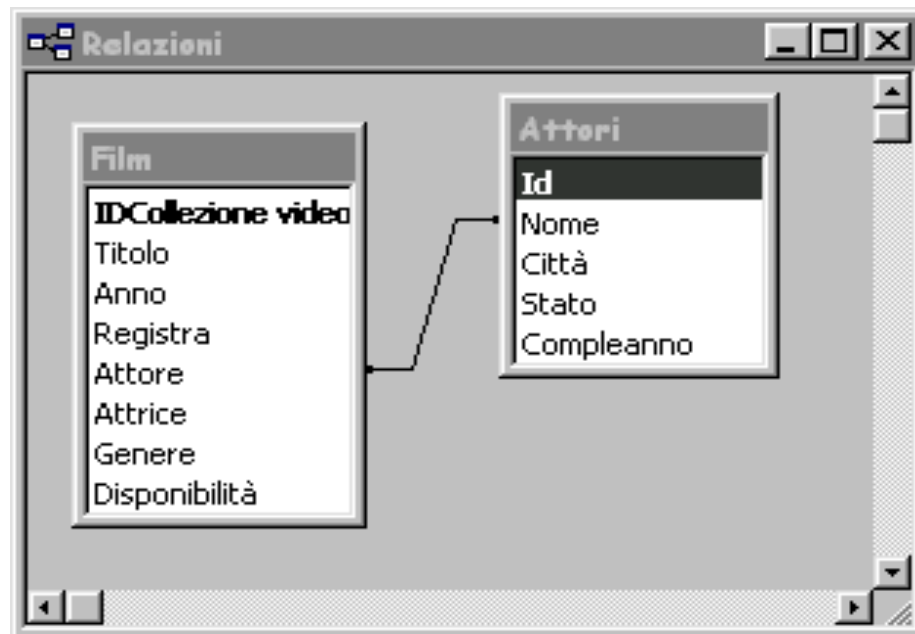 Relazioni
Film
IDCollezione video
Titolo
Anno
Registra
Attore
Attrice
Genere
Disponibilità
Attori
Id
Nome
Città
Stato
Compleanno